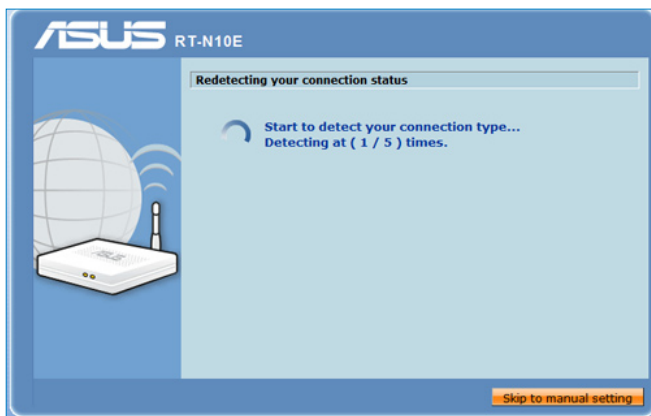 ASUS RT-N10E
Redetecting your connection status
Start to detect your connection type...
Detecting at ( 1 / 5 ) times.
ASUS
Skip to manual setting